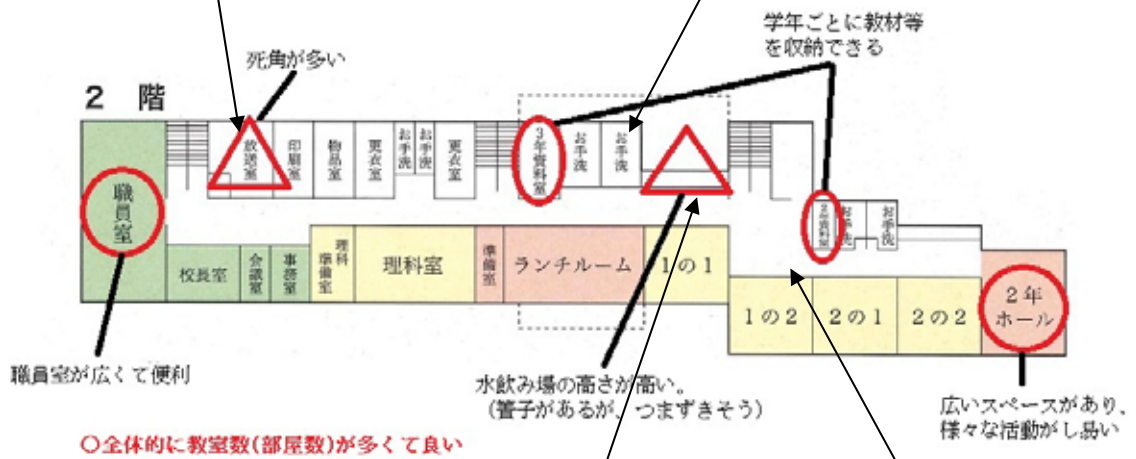 学年ごとに教材等
を収納できる
死角が多い
2 階
職員室
放送室
印刷室
物品室
更衣室
お手洗
お手洗
更衣室
3年資料室
お手洗
お手洗
2年資料室
お手洗
お手洗
校長室
会議室
事務室
理科
準備室
理科室
準備室
ランチルーム
1の1
1の2
2の1
2の2
2年
ホール
職員室が広くて便利
水飲み場の高さが高い。
(簀子があるが、つまずきそう)
広いスペースがあり、
様々な活動がし易い
○全体的に教室数(部屋数)が多くて良い